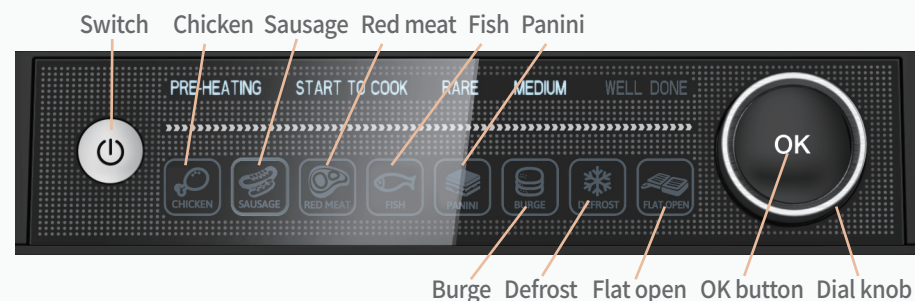 Switch Chicken Sausage Red meat Fish Panini
PRE-HEATING START TO COOK RARE MEDIUM WELL DONE
OK
CHICKEN SAUSAGE RED MEAT FISH PANINI BURGE DEFROST FLAT OPEN
Burge Defrost Flat open OK button Dial knob